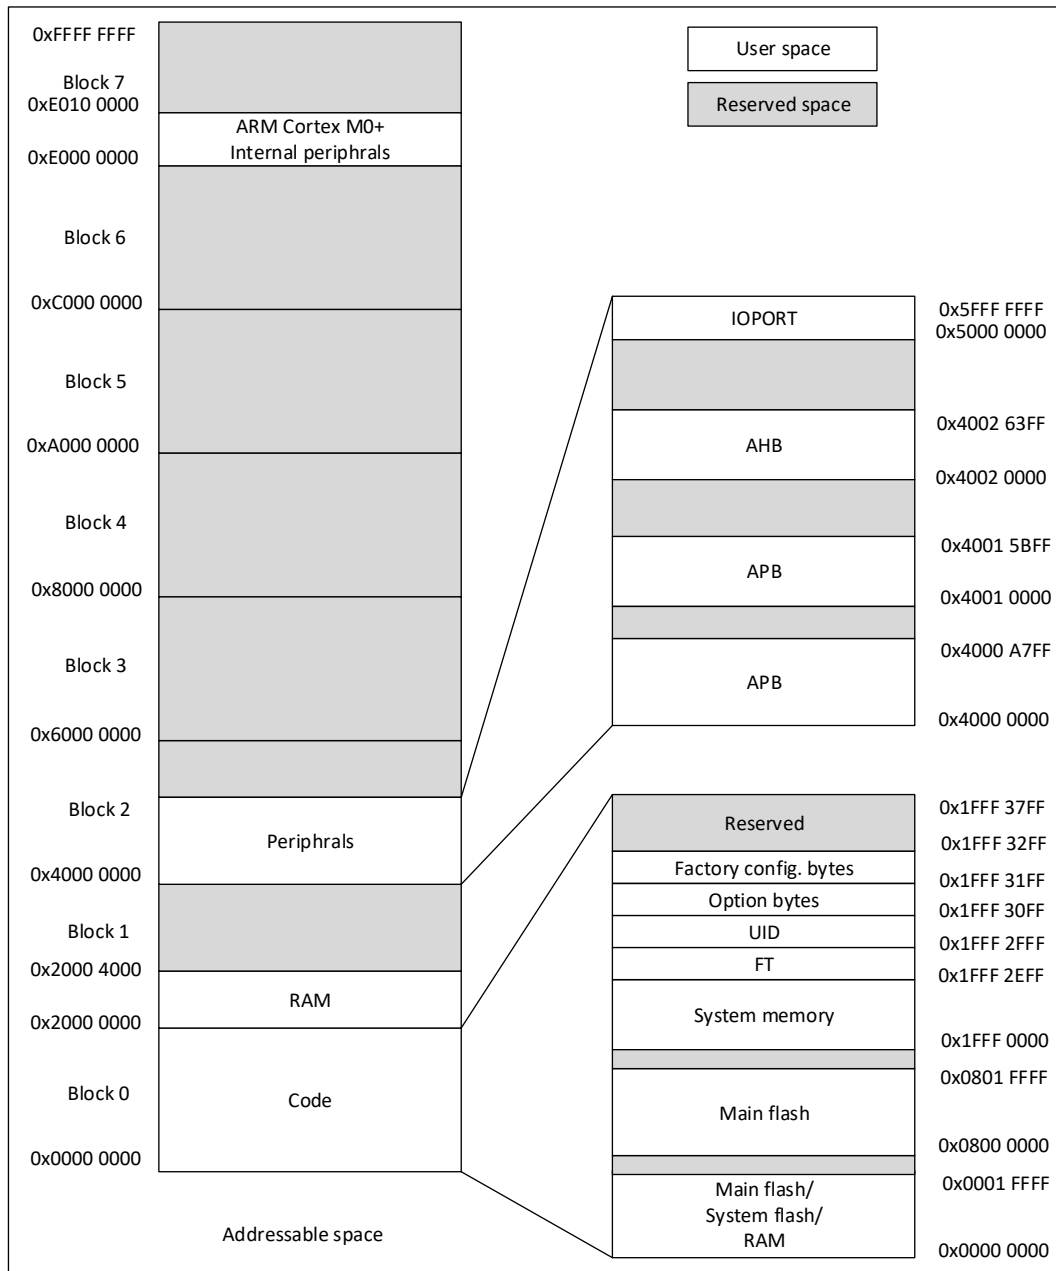 0xFFFF FFFF
Block 7
0xE010 0000
ARM Cortex M0+
Internal periphrals
0xE000 0000
Block 6
0xC000 0000
Block 5
0xA000 0000
Block 4
0x8000 0000
Block 3
0x6000 0000
Block 2
Periphrals
0x4000 0000
Block 1
0x2000 4000
RAM
0x2000 0000
Block 0
Code
0x0000 0000
Addressable space
User space
Reserved space
IOPORT
0x5FFF FFFF
0x5000 0000
AHB
0x4002 63FF
0x4002 0000
APB
0x4001 5BFF
0x4001 0000
APB
0x4000 A7FF
0x4000 0000
Reserved
0x1FFF 37FF
0x1FFF 32FF
Factory config. bytes
0x1FFF 31FF
Option bytes
0x1FFF 30FF
UID
0x1FFF 2FFF
FT
0x1FFF 2EFF
System memory
0x1FFF 0000
0x0801 FFFF
Main flash
0x0800 0000
0x0001 FFFF
Main flash/
System flash/
RAM
0x0000 0000